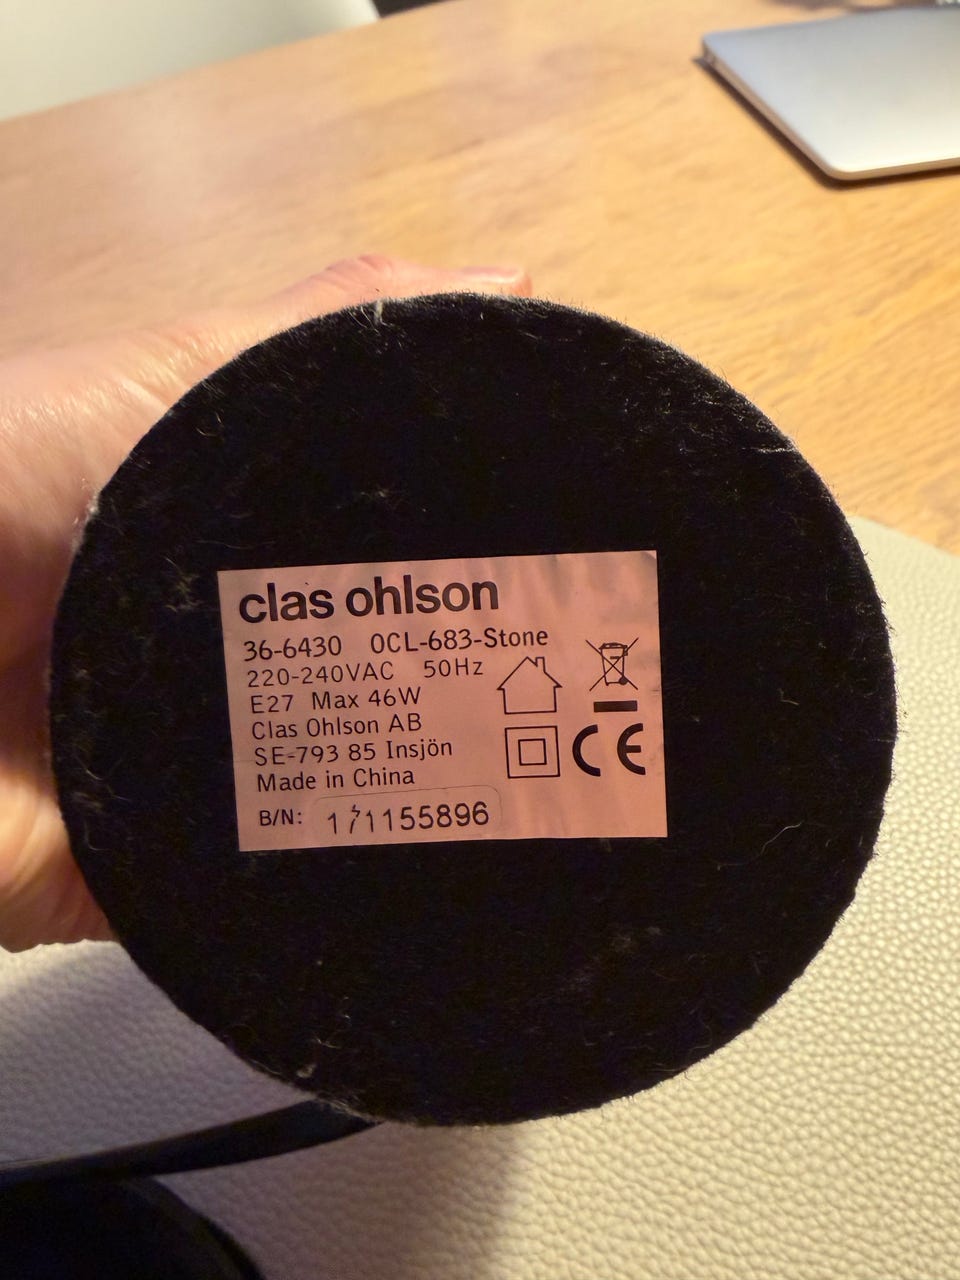 clas ohlson
36-6430 OCL-683-Stone
220-240VAC 50Hz
E27 Max 46W
Clas Ohlson AB
SE-793 85 Insjön
Made in China
CE
B/N: 171155896